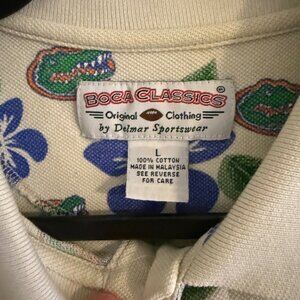 BOCA CLASSICS®
Original Clothing
by Delmar Sportswear
L
100% COTTON
MADE IN MALAYSIA
SEE REVERSE
FOR CARE